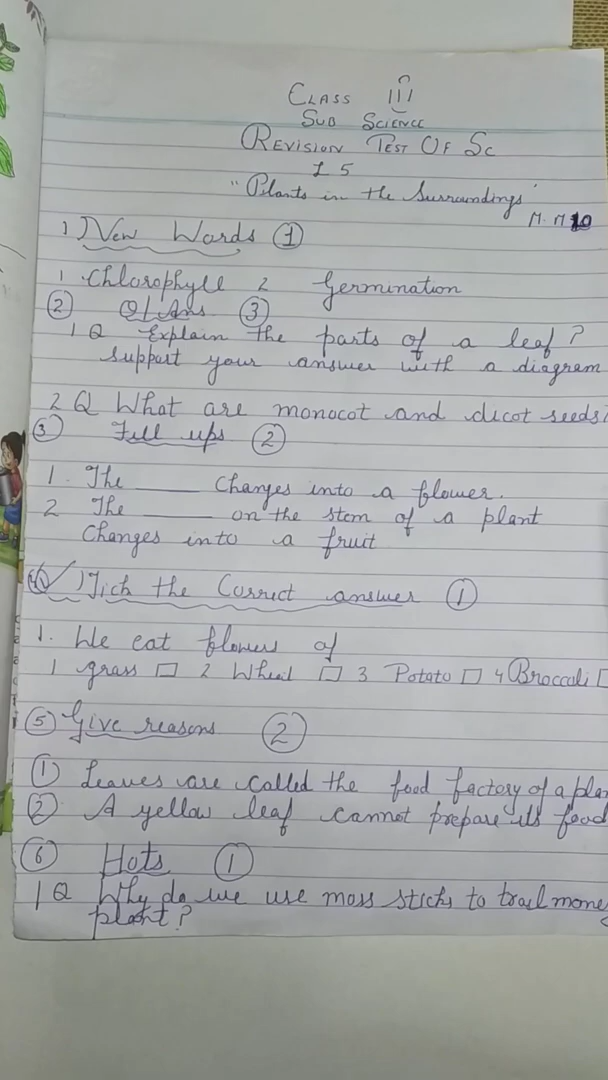 CLASS III
SUB SCIENCE
REVISION TEST OF SC
L 5
"Plants in the Surroundings"
M.M 10
1) New Words ①
1 Chlorophyll 2 Germination
② Q/Ans ③
1 Q Explain the parts of a leaf?
Support your answer with a diagram
2 Q What are monocot and dicot seeds?
③ Fill ups ②
1. The ____ Changes into a flower.
2 The ____ on the stem of a plant
Changes into a fruit
Tick the Correct answer ①
1. We eat flowers of
1 grass □ 2 Wheat □ 3 Potato □ 4 Broccoli □
⑤ Give reasons ②
① Leaves are called the food factory of a plan
② A yellow leaf cannot prepare its food
⑥ Hots ①
1 Q Why do we use moss sticks to trail money
plant?